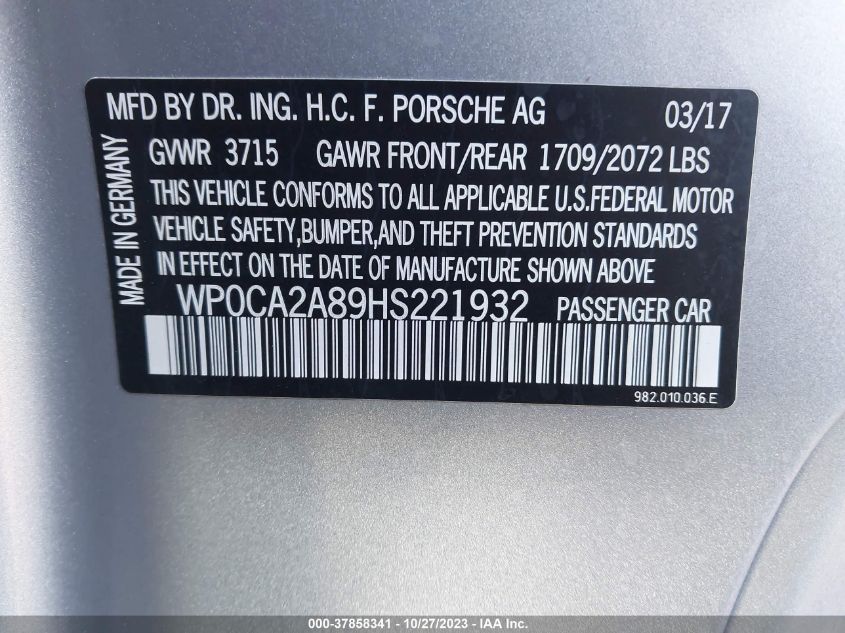 MFD BY DR. ING. H.C. F. PORSCHE AG 03/17
GVWR 3715 GAWR FRONT/REAR 1709/2072 LBS
THIS VEHICLE CONFORMS TO ALL APPLICABLE U.S.FEDERAL MOTOR
VEHICLE SAFETY,BUMPER,AND THEFT PREVENTION STANDARDS
IN EFFECT ON THE DATE OF MANUFACTURE SHOWN ABOVE
MADE IN GERMANY
WP0CA2A89HS221932 PASSENGER CAR
982.010.036.E
000-37858341 - 10/27/2023 - IAA Inc.